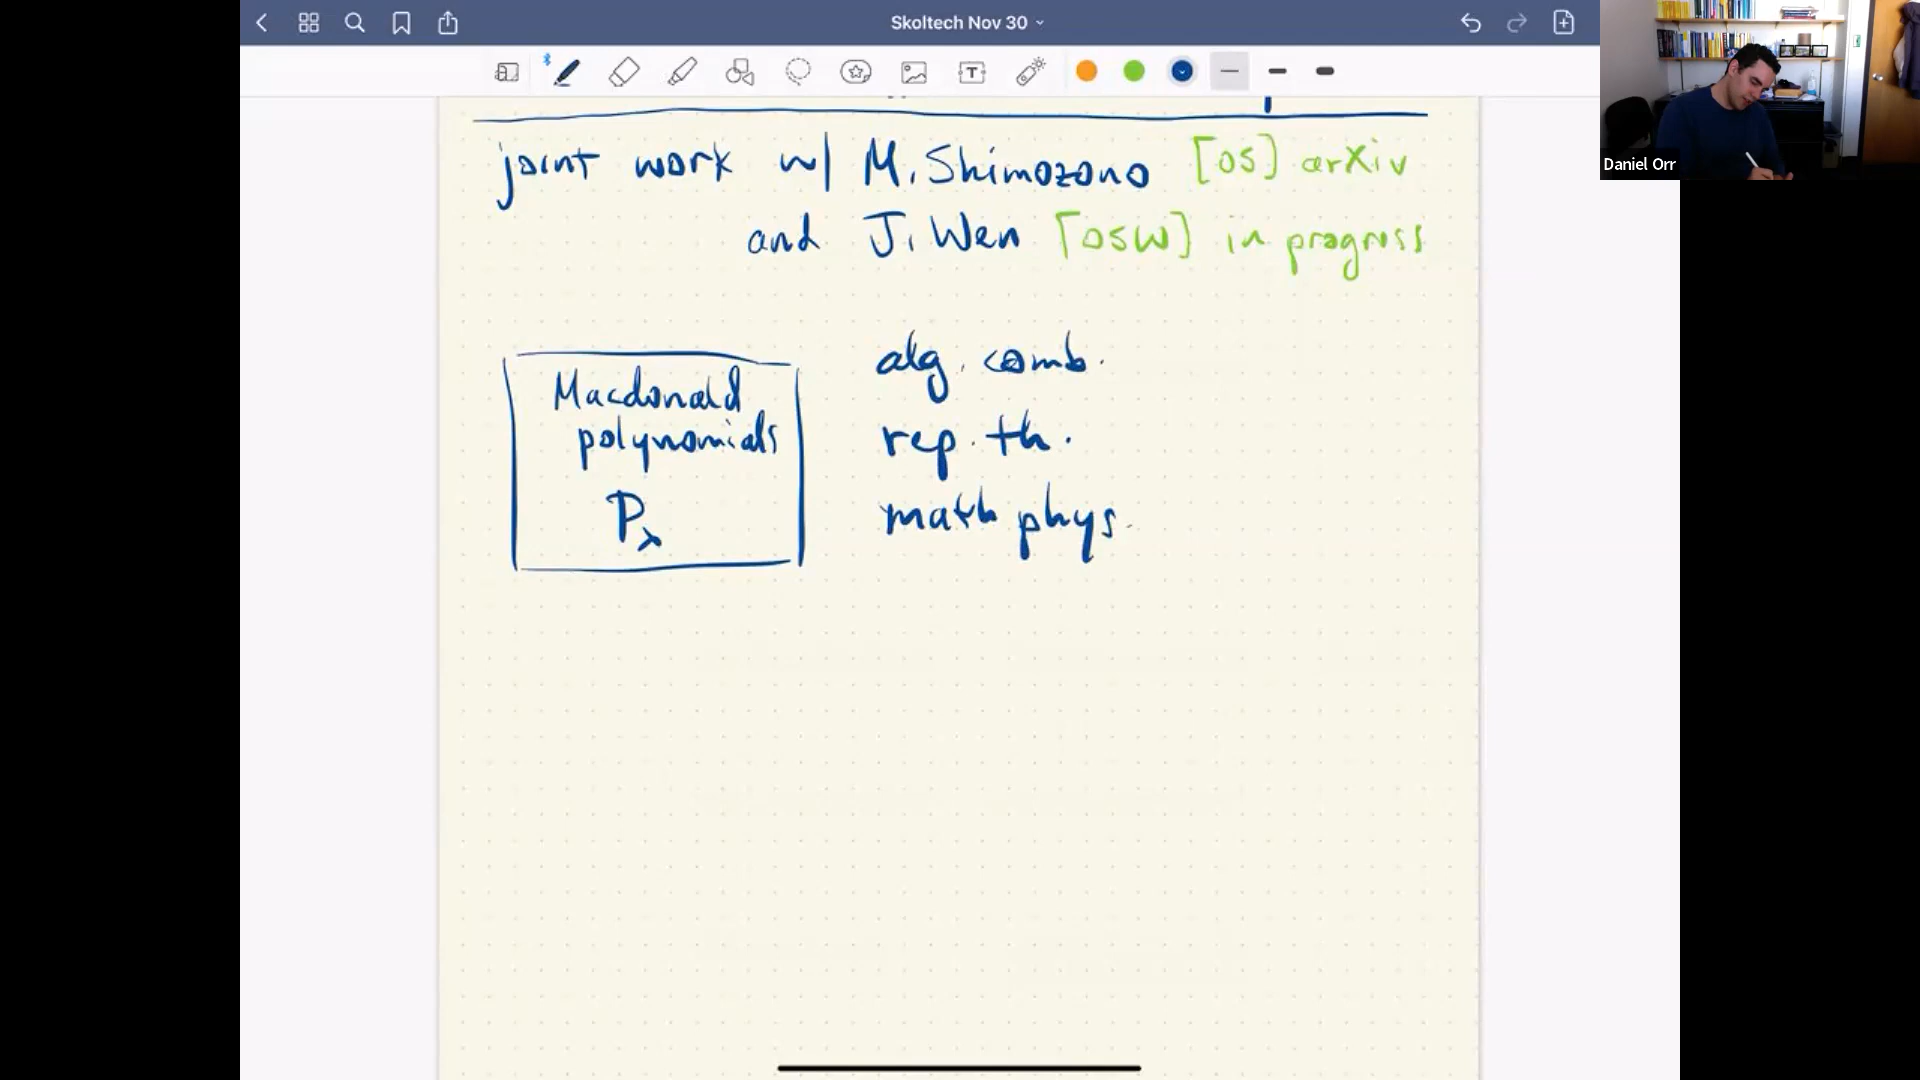 Skoltech Nov 30
Daniel Orr
joint work w/ M. Shimozono [OS] arXiv
and J. Wen [OSW] in progress
Macdonald
polynomials
Pλ
alg. comb.
rep. th.
math phys.